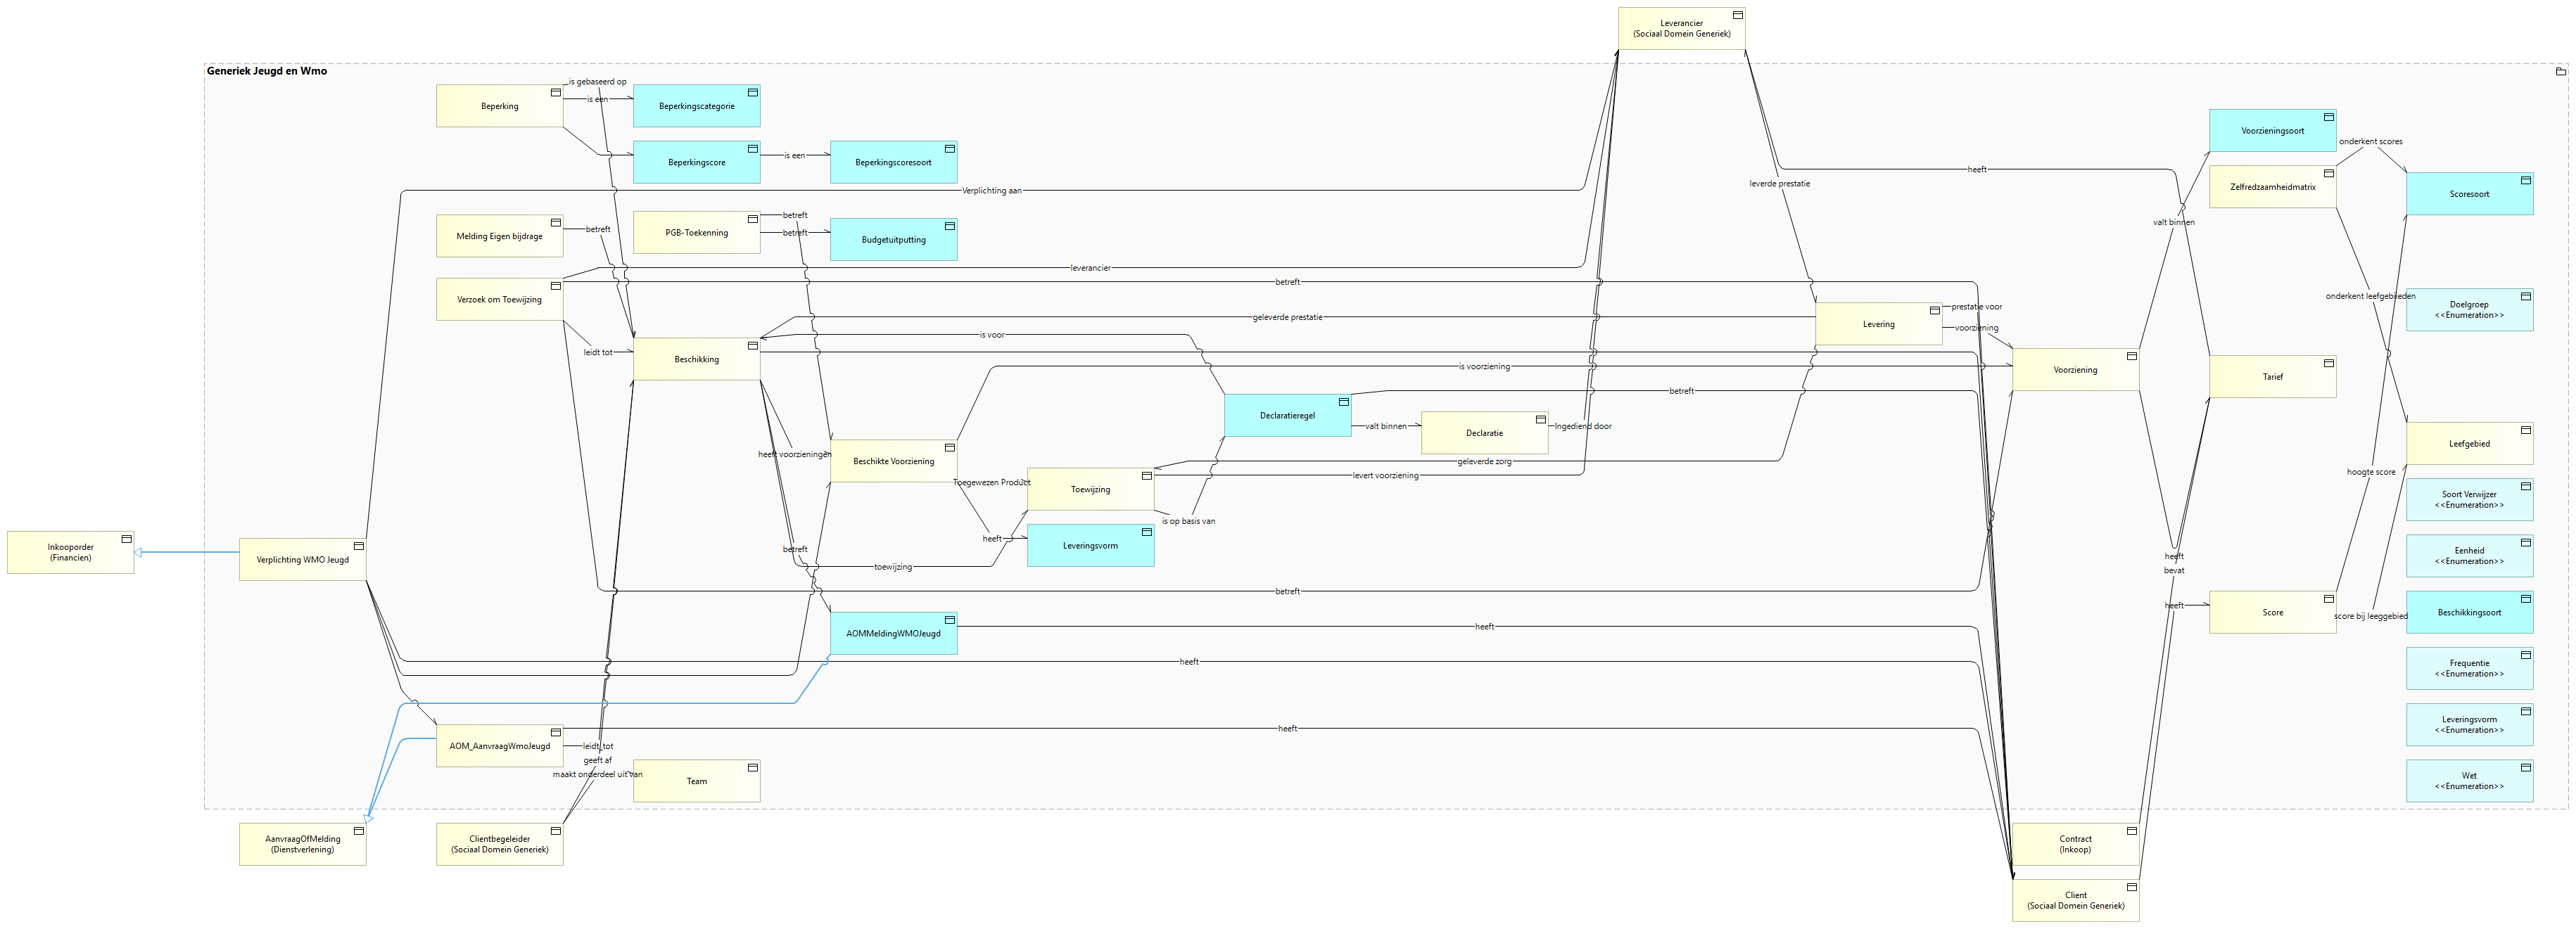 Leverancier
(Sociaal Domein Generiek)
Generiek Jeugd en Wmo
is gebaseerd op
Beperking
is een
Beperkingscategorie
Voorzieningsoort
onderkent scores
Beperkingscore
is een
Beperkingscoresoort
heeft
leverde prestatie
Zelfredzaamheidmatrix
Verplichting aan
Scoresoort
betreft
valt binnen
Melding Eigen bijdrage
betreft
PGB-Toekenning
betreft
Budgetuitputting
leverancier
betreft
Verzoek om Toewijzing
onderkent leefgebieden
Doelgroep
<<Enumeration>>
prestatie voor
geleverde prestatie
Levering
voorziening
is voor
leidt tot
Beschikking
is voorziening
Voorziening
Tarief
betreft
Declaratieregel
valt binnen
Declaratie
Ingediend door
Leefgebied
heeft voorzieningen
Beschikte Voorziening
geleverde zorg
hoogte score
levert voorziening
Toegewezen Product
Toewijzing
Soort Verwijzer
<<Enumeration>>
is op basis van
heeft
Leveringsvorm
Inkooporder
(Financien)
Verplichting WMO Jeugd
betreft
heeft
Eenheid
<<Enumeration>>
toewijzing
bevat
betreft
heeft
Score
score bij leeggebied
Beschikkingsoort
AOMMeldingWMOJeugd
heeft
heeft
Frequentie
<<Enumeration>>
Leveringsvorm
<<Enumeration>>
heeft
AOM_AanvraagWmoJeugd
leidt tot
geeft af
maakt onderdeel uit van
Team
Wet
<<Enumeration>>
AanvraagOfMelding
(Dienstverlening)
Clientbegeleider
(Sociaal Domein Generiek)
Contract
(Inkoop)
Client
(Sociaal Domein Generiek)